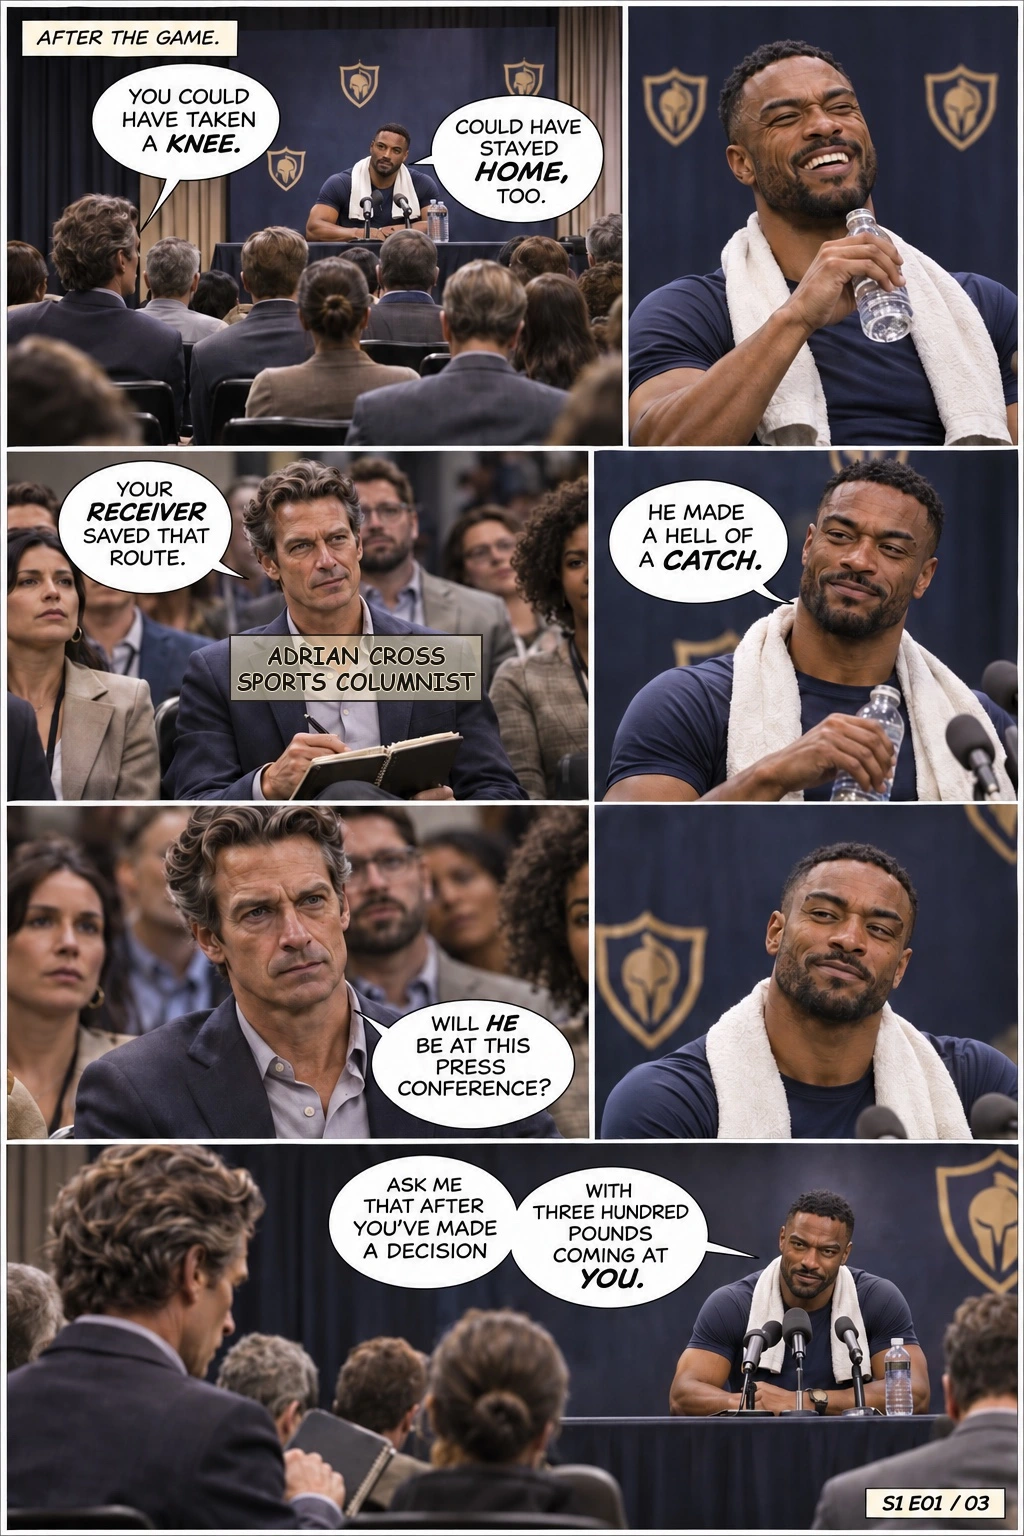 AFTER THE GAME.
YOU COULD
HAVE TAKEN
A KNEE.
COULD HAVE
STAYED
HOME,
TOO.
YOUR
RECEIVER
SAVED THAT
ROUTE.
ADRIAN CROSS
SPORTS COLUMNIST
HE MADE
A HELL OF
A CATCH.
WILL HE
BE AT THIS
PRESS
CONFERENCE?
ASK ME
THAT AFTER
YOU'VE MADE
A DECISION
WITH
THREE HUNDRED
POUNDS
COMING AT
YOU.
S1 E01 / 03